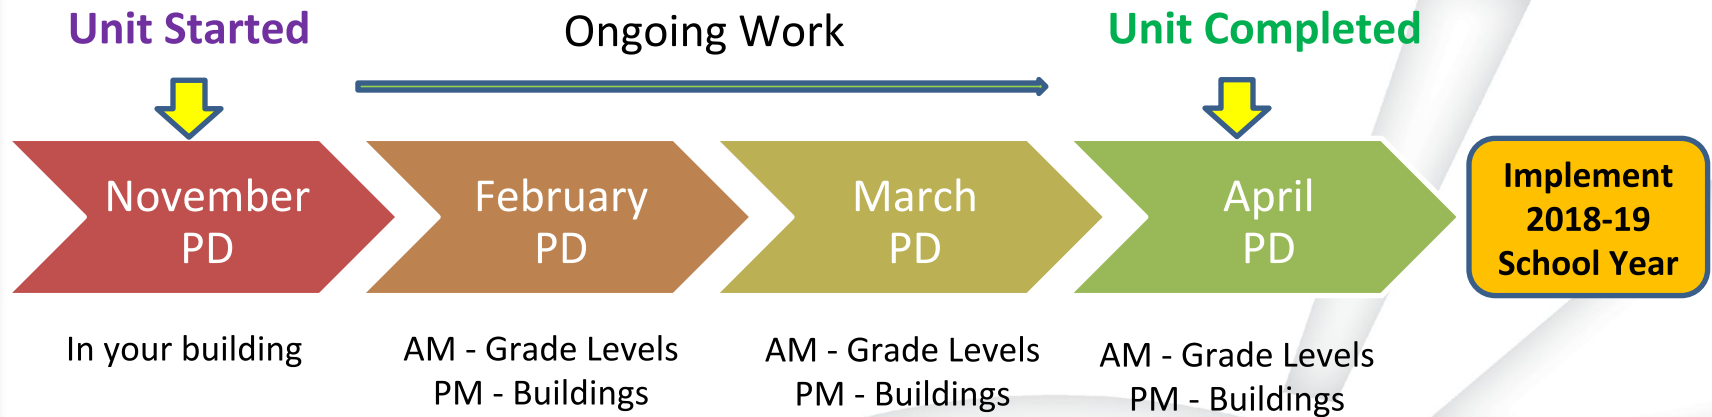 Unit Started
Ongoing Work
Unit Completed
November
PD
February
PD
March
PD
April
PD
Implement
2018-19
School Year
In your building
AM - Grade Levels
PM - Buildings
AM - Grade Levels
PM - Buildings
AM - Grade Levels
PM - Buildings